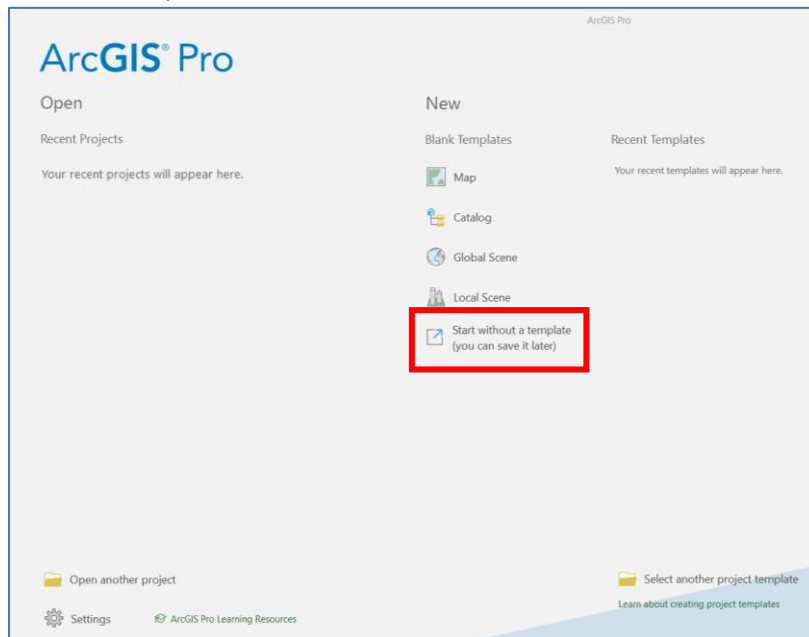 ArcGIS Pro
ArcGIS® Pro
Open
New
Recent Projects
Blank Templates
Recent Templates
Your recent projects will appear here.
Your recent templates will appear here.
Map
Catalog
Global Scene
Local Scene
Start without a template
(you can save it later)
Open another project
Select another project template
Learn about creating project templates
Settings
ArcGIS Pro Learning Resources